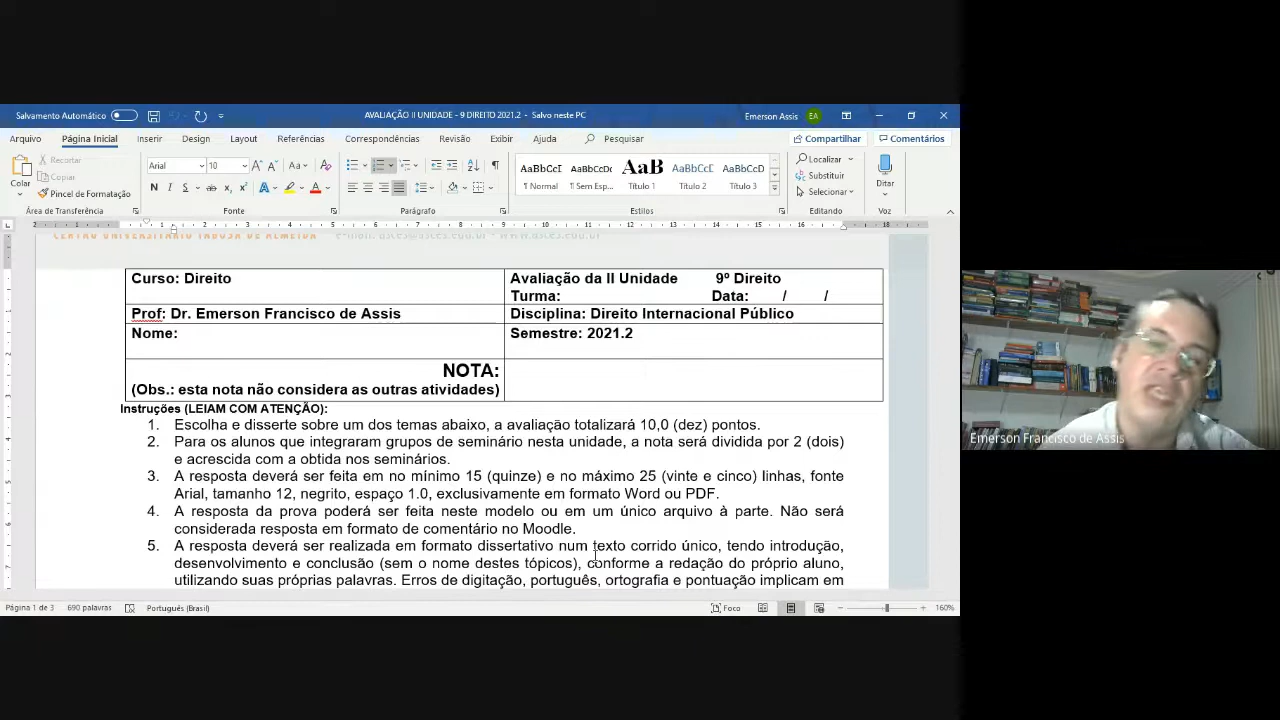 Salvamento Automático
AVALIAÇÃO II UNIDADE - 9 DIREITO 2021.2 - Salvo neste PC
Emerson Assis EA
Arquivo Página Inicial Inserir Design Layout Referências Correspondências Revisão Exibir Ajuda Pesquisar Compartilhar Comentários
Colar
Recortar
Copiar
Pincel de Formatação
Área de Transferência
Arial 10
Fonte
Parágrafo
AaBbCcI AaBbCcDc AaB AaBbCcD AaBbCcD
¶ Normal ¶ Sem Esp... Título 1 Título 2 Título 3
Estilos
Localizar
Substituir
Selecionar
Editando
Ditar
Voz
CENTRO UNIVERSITÁRIO TABOSA DE ALMEIDA
Curso: Direito
Avaliação da II Unidade 9º Direito
Turma: Data: / /
Prof: Dr. Emerson Francisco de Assis
Disciplina: Direito Internacional Público
Nome:
Semestre: 2021.2
NOTA:
(Obs.: esta nota não considera as outras atividades)
Instruções (LEIAM COM ATENÇÃO):
1. Escolha e disserte sobre um dos temas abaixo, a avaliação totalizará 10,0 (dez) pontos.
2. Para os alunos que integraram grupos de seminário nesta unidade, a nota será dividida por 2 (dois)
e acrescida com a obtida nos seminários.
3. A resposta deverá ser feita em no mínimo 15 (quinze) e no máximo 25 (vinte e cinco) linhas, fonte
Arial, tamanho 12, negrito, espaço 1.0, exclusivamente em formato Word ou PDF.
4. A resposta da prova poderá ser feita neste modelo ou em um único arquivo à parte. Não será
considerada resposta em formato de comentário no Moodle.
5. A resposta deverá ser realizada em formato dissertativo num texto corrido único, tendo introdução,
desenvolvimento e conclusão (sem o nome destes tópicos), conforme a redação do próprio aluno,
utilizando suas próprias palavras. Erros de digitação, português, ortografia e pontuação implicam em
Página 1 de 3 690 palavras Português (Brasil) Foco 160%
Emerson Francisco de Assis